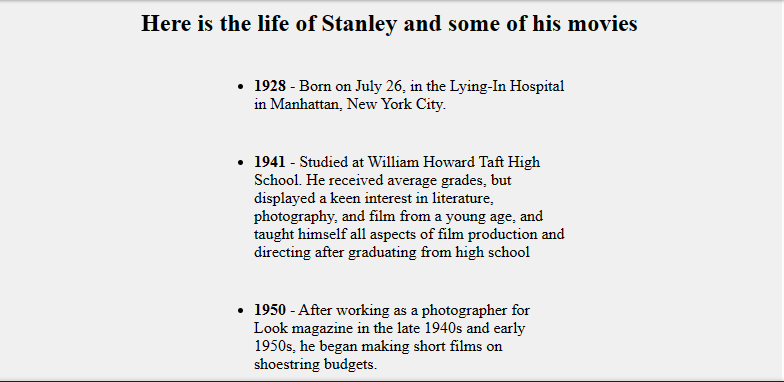 Here is the life of Stanley and some of his movies
1928 - Born on July 26, in the Lying-In Hospital
in Manhattan, New York City.
1941 - Studied at William Howard Taft High
School. He received average grades, but
displayed a keen interest in literature,
photography, and film from a young age, and
taught himself all aspects of film production and
directing after graduating from high school
1950 - After working as a photographer for
Look magazine in the late 1940s and early
1950s, he began making short films on
shoestring budgets.